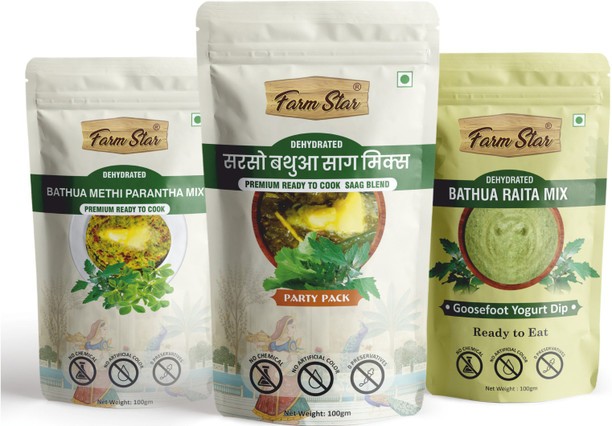 Farm Star®
DEHYDRATED
BATHUA METHI PARANTHA MIX
PREMIUM READY TO COOK
NO CHEMICAL
NO ARTIFICIAL COLOR
0 PRESERVATIVES
Net Weight: 100gm
Farm Star®
DEHYDRATED
सरसो बथुआ साग मिक्स
PREMIUM READY TO COOK SAAG BLEND
PARTY PACK
NO CHEMICAL
NO ARTIFICIAL COLOR
0 PRESERVATIVES
Net Weight: 100gm
Farm Star®
DEHYDRATED
BATHUA RAITA MIX
• Goosefoot Yogurt Dip •
Ready to Eat
NO CHEMICAL
NO ARTIFICIAL COLOR
0 PRESERVATIVES
Net Weight : 100gm